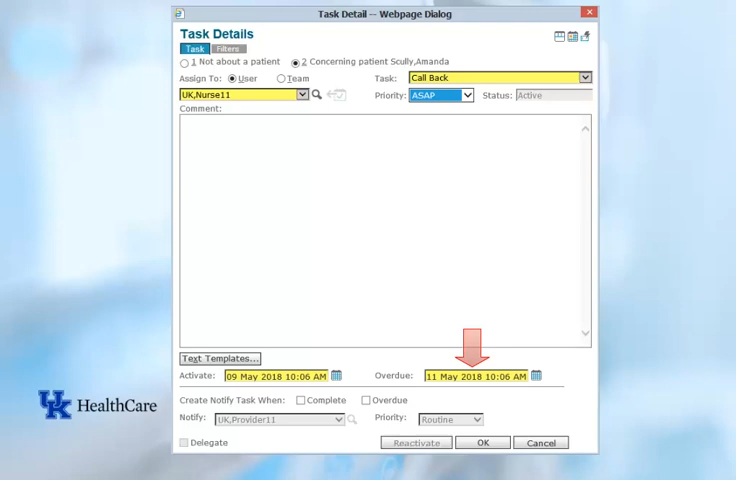 Task Detail -- Webpage Dialog
Task Details
Task Filters
1 Not about a patient 2 Concerning patient Scully,Amanda
Assign To: User Team Task: Call Back
UK,Nurse11 Priority: ASAP Status: Active
Comment:
Text Templates...
Activate: 09 May 2018 10:06 AM Overdue: 11 May 2018 10:06 AM
Create Notify Task When: Complete Overdue
Notify: UK,Provider11 Priority: Routine
Delegate Reactivate OK Cancel
UK HealthCare